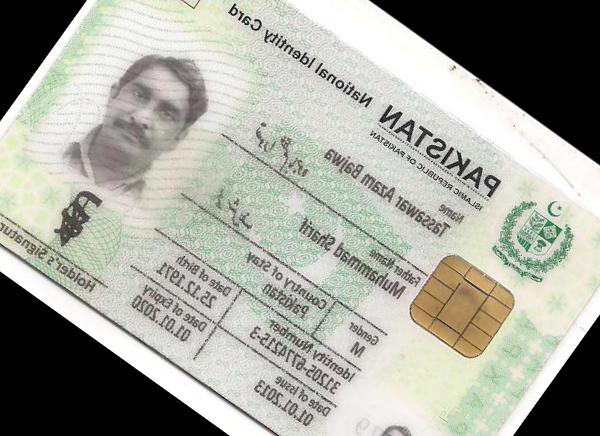 PAKISTAN National Identity Card
ISLAMIC REPUBLIC OF PAKISTAN
Name
Tassawar Azam Bajwa
Father Name
Muhammad Sharif
Gender
M
Country of Stay
Pakistan
Identity Number
31205-6774215-3
Date of Birth
25.12.1971
Date of Issue
01.01.2013
Date of Expiry
01.01.2020
Holder's Signature